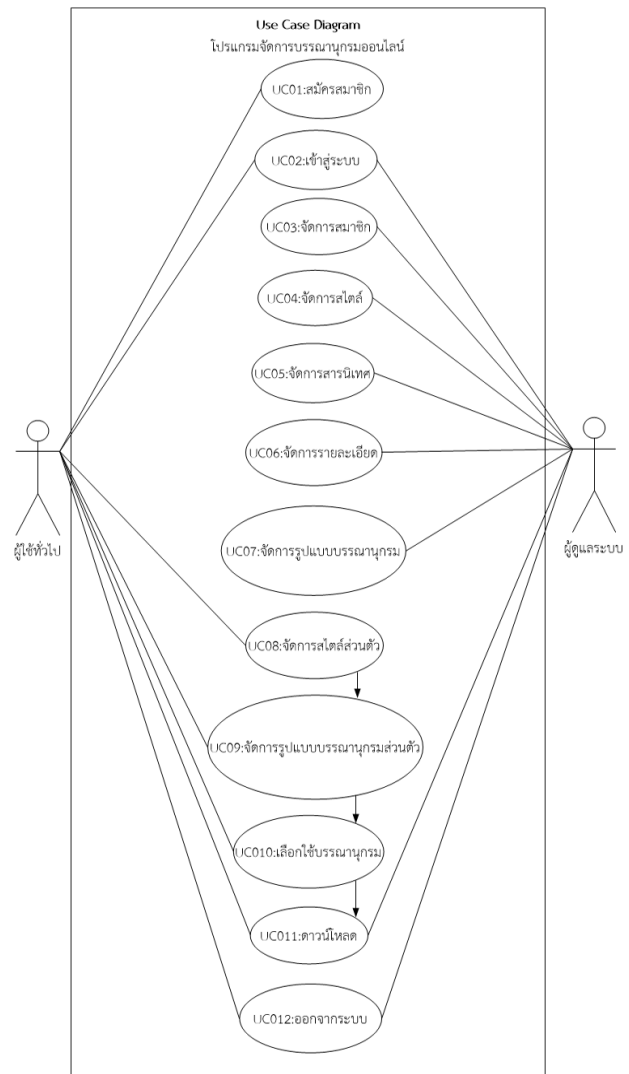 Use Case Diagram
โปรแกรมจัดการบรรณานุกรมออนไลน์
UC01:สมัครสมาชิก
UC02:เข้าสู่ระบบ
UC03:จัดการสมาชิก
UC04:จัดการสไตล์
UC05:จัดการสารนิเทศ
UC06:จัดการรายละเอียด
ผู้ใช้ทั่วไป
ผู้ดูแลระบบ
UC07:จัดการรูปแบบบรรณานุกรม
UC08:จัดการสไตล์ส่วนตัว
UC09:จัดการรูปแบบบรรณานุกรมส่วนตัว
UC010:เลือกใช้บรรณานุกรม
UC011:ดาวน์โหลด
UC012:ออกจากระบบ